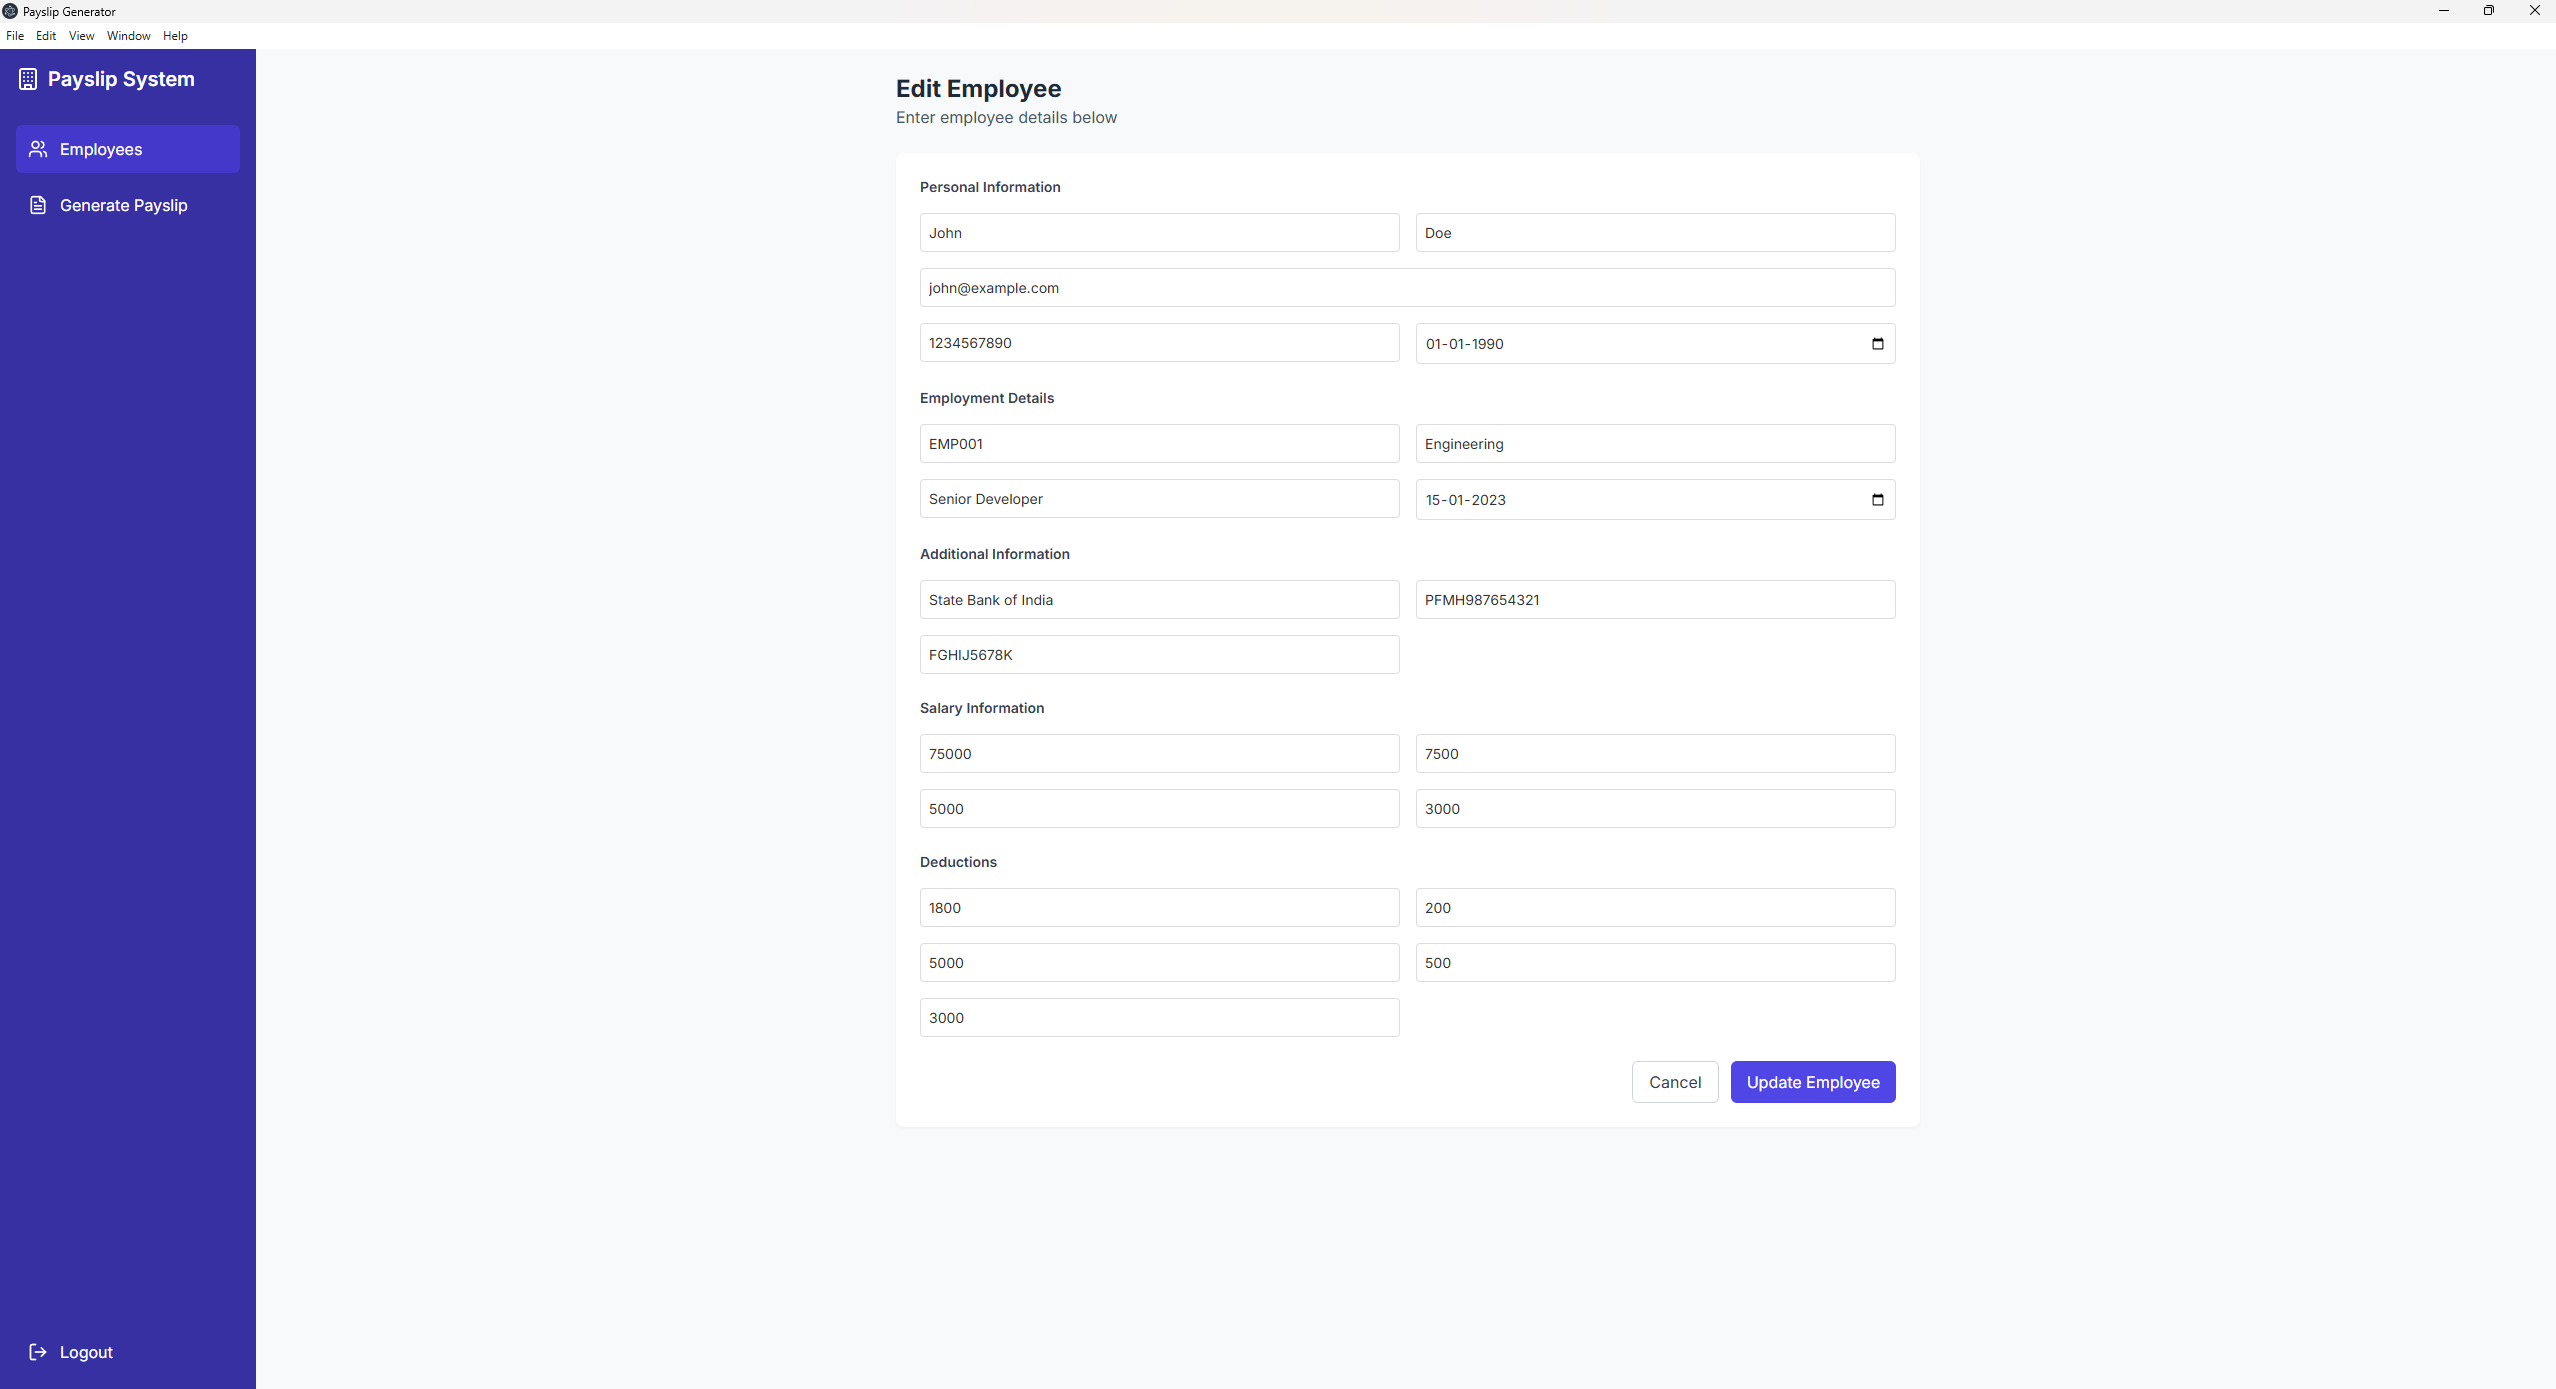 Payslip Generator
File Edit View Window Help
Payslip System
Employees
Generate Payslip
Logout
Edit Employee
Enter employee details below
Personal Information
John Doe
john@example.com
1234567890 01-01-1990
Employment Details
EMP001 Engineering
Senior Developer 15-01-2023
Additional Information
State Bank of India PFMH987654321
FGHIJ5678K
Salary Information
75000 7500
5000 3000
Deductions
1800 200
5000 500
3000
Cancel Update Employee